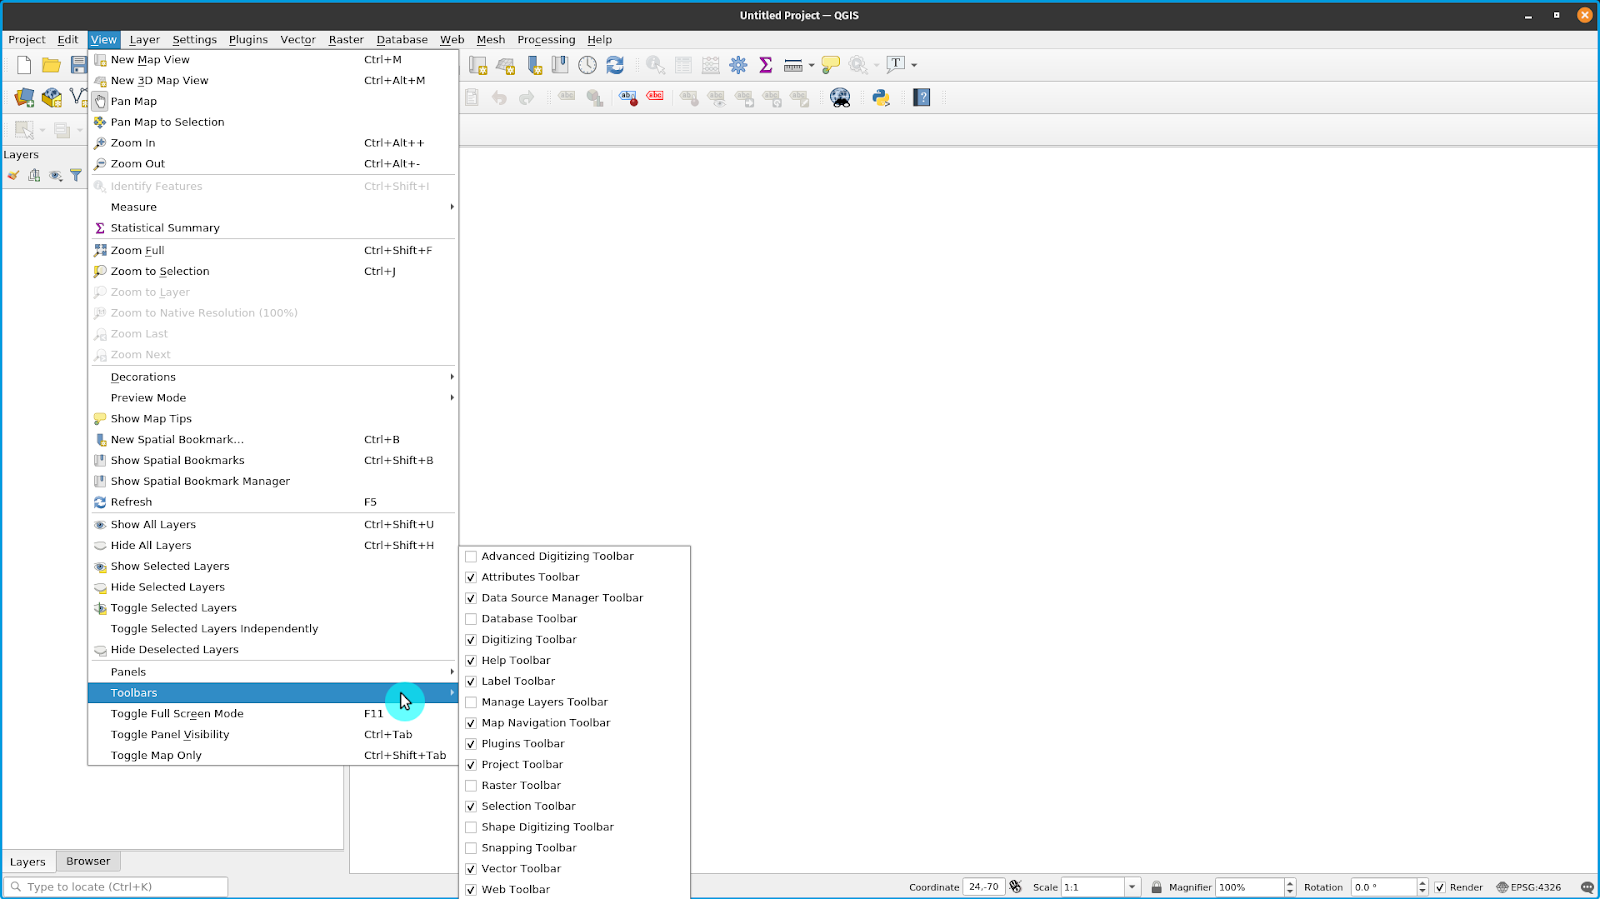 Untitled Project — QGIS
Project Edit View Layer Settings Plugins Vector Raster Database Web Mesh Processing Help
New Map View Ctrl+M
New 3D Map View Ctrl+Alt+M
Pan Map
Pan Map to Selection
Zoom In Ctrl+Alt++
Zoom Out Ctrl+Alt+-
Identify Features Ctrl+Shift+I
Measure
Statistical Summary
Zoom Full Ctrl+Shift+F
Zoom to Selection Ctrl+J
Zoom to Layer
Zoom to Native Resolution (100%)
Zoom Last
Zoom Next
Decorations
Preview Mode
Show Map Tips
New Spatial Bookmark... Ctrl+B
Show Spatial Bookmarks Ctrl+Shift+B
Show Spatial Bookmark Manager
Refresh F5
Show All Layers Ctrl+Shift+U
Hide All Layers Ctrl+Shift+H
Show Selected Layers
Hide Selected Layers
Toggle Selected Layers
Toggle Selected Layers Independently
Hide Deselected Layers
Panels
Toolbars
Toggle Full Screen Mode F11
Toggle Panel Visibility Ctrl+Tab
Toggle Map Only Ctrl+Shift+Tab
Advanced Digitizing Toolbar
Attributes Toolbar
Data Source Manager Toolbar
Database Toolbar
Digitizing Toolbar
Help Toolbar
Label Toolbar
Manage Layers Toolbar
Map Navigation Toolbar
Plugins Toolbar
Project Toolbar
Raster Toolbar
Selection Toolbar
Shape Digitizing Toolbar
Snapping Toolbar
Vector Toolbar
Web Toolbar
Layers
Layers Browser
Type to locate (Ctrl+K)
Coordinate 24,-70 Scale 1:1 Magnifier 100% Rotation 0.0 ° Render EPSG:4326